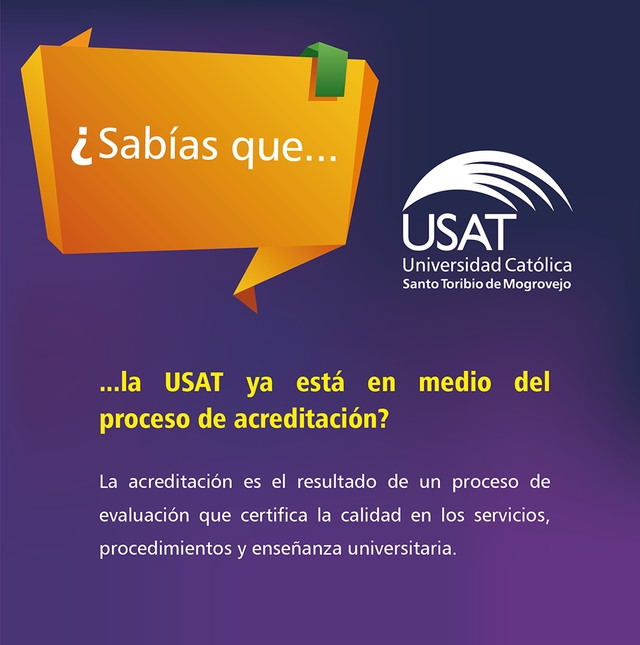 ¿Sabías que...
USAT
Universidad Católica
Santo Toribio de Mogrovejo
...la USAT ya está en medio del
proceso de acreditación?
La acreditación es el resultado de un proceso de
evaluación que certifica la calidad en los servicios,
procedimientos y enseñanza universitaria.